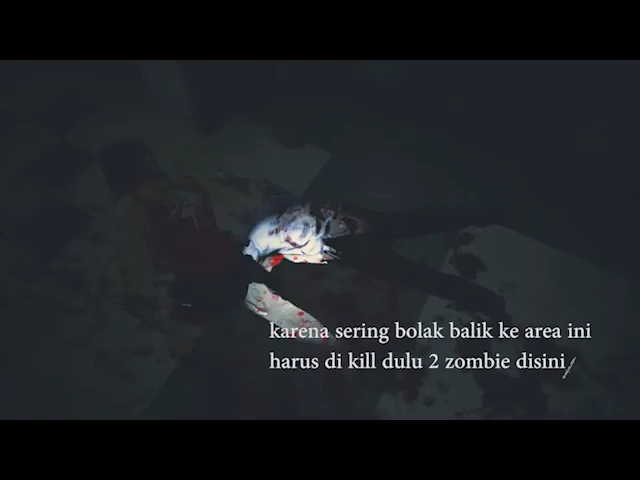 karena sering bolak balik ke area ini
harus di kill dulu 2 zombie disini